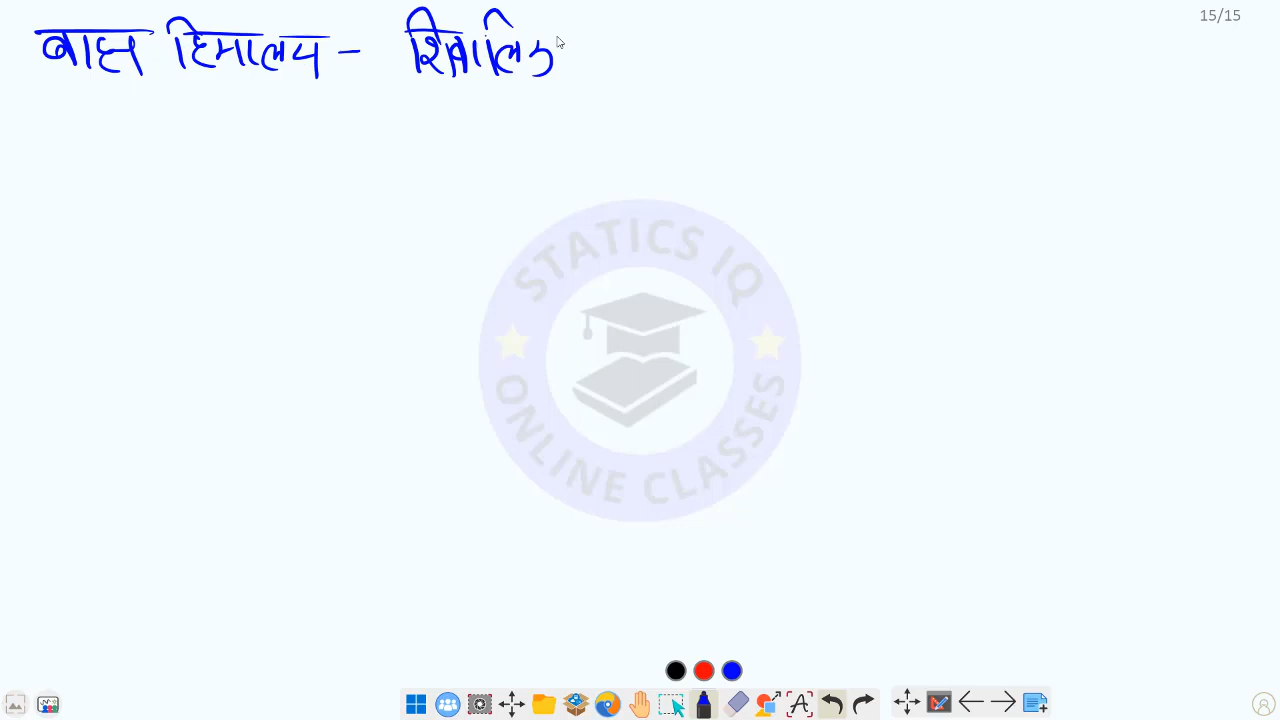 15/15
बाह्य हिमालय - शिवालिक
STATICS IQ
ONLINE CLASSES